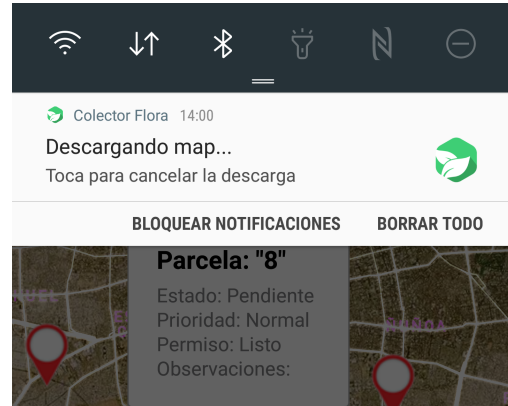 Colector Flora 14:00
Descargando map...
Toca para cancelar la descarga
BLOQUEAR NOTIFICACIONES BORRAR TODO
Parcela: "8"
Estado: Pendiente
Prioridad: Normal
Permiso: Listo
Observaciones:
ÑUÑOA